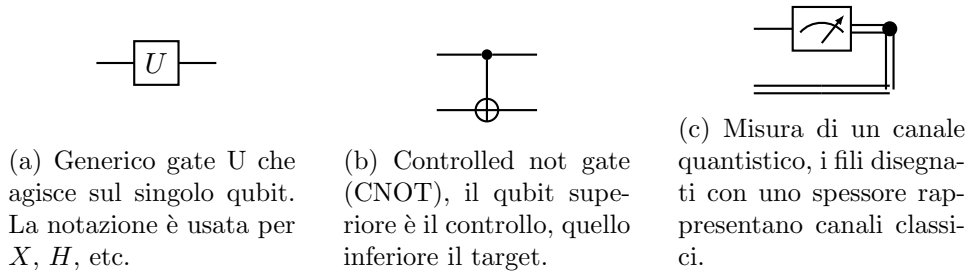 U
(a) Generico gate U che
agisce sul singolo qubit.
La notazione è usata per
X, H, etc.
(b) Controlled not gate
(CNOT), il qubit supe-
riore è il controllo, quello
inferiore il target.
(c) Misura di un canale
quantistico, i fili disegna-
ti con uno spessore rap-
presentano canali classi-
ci.